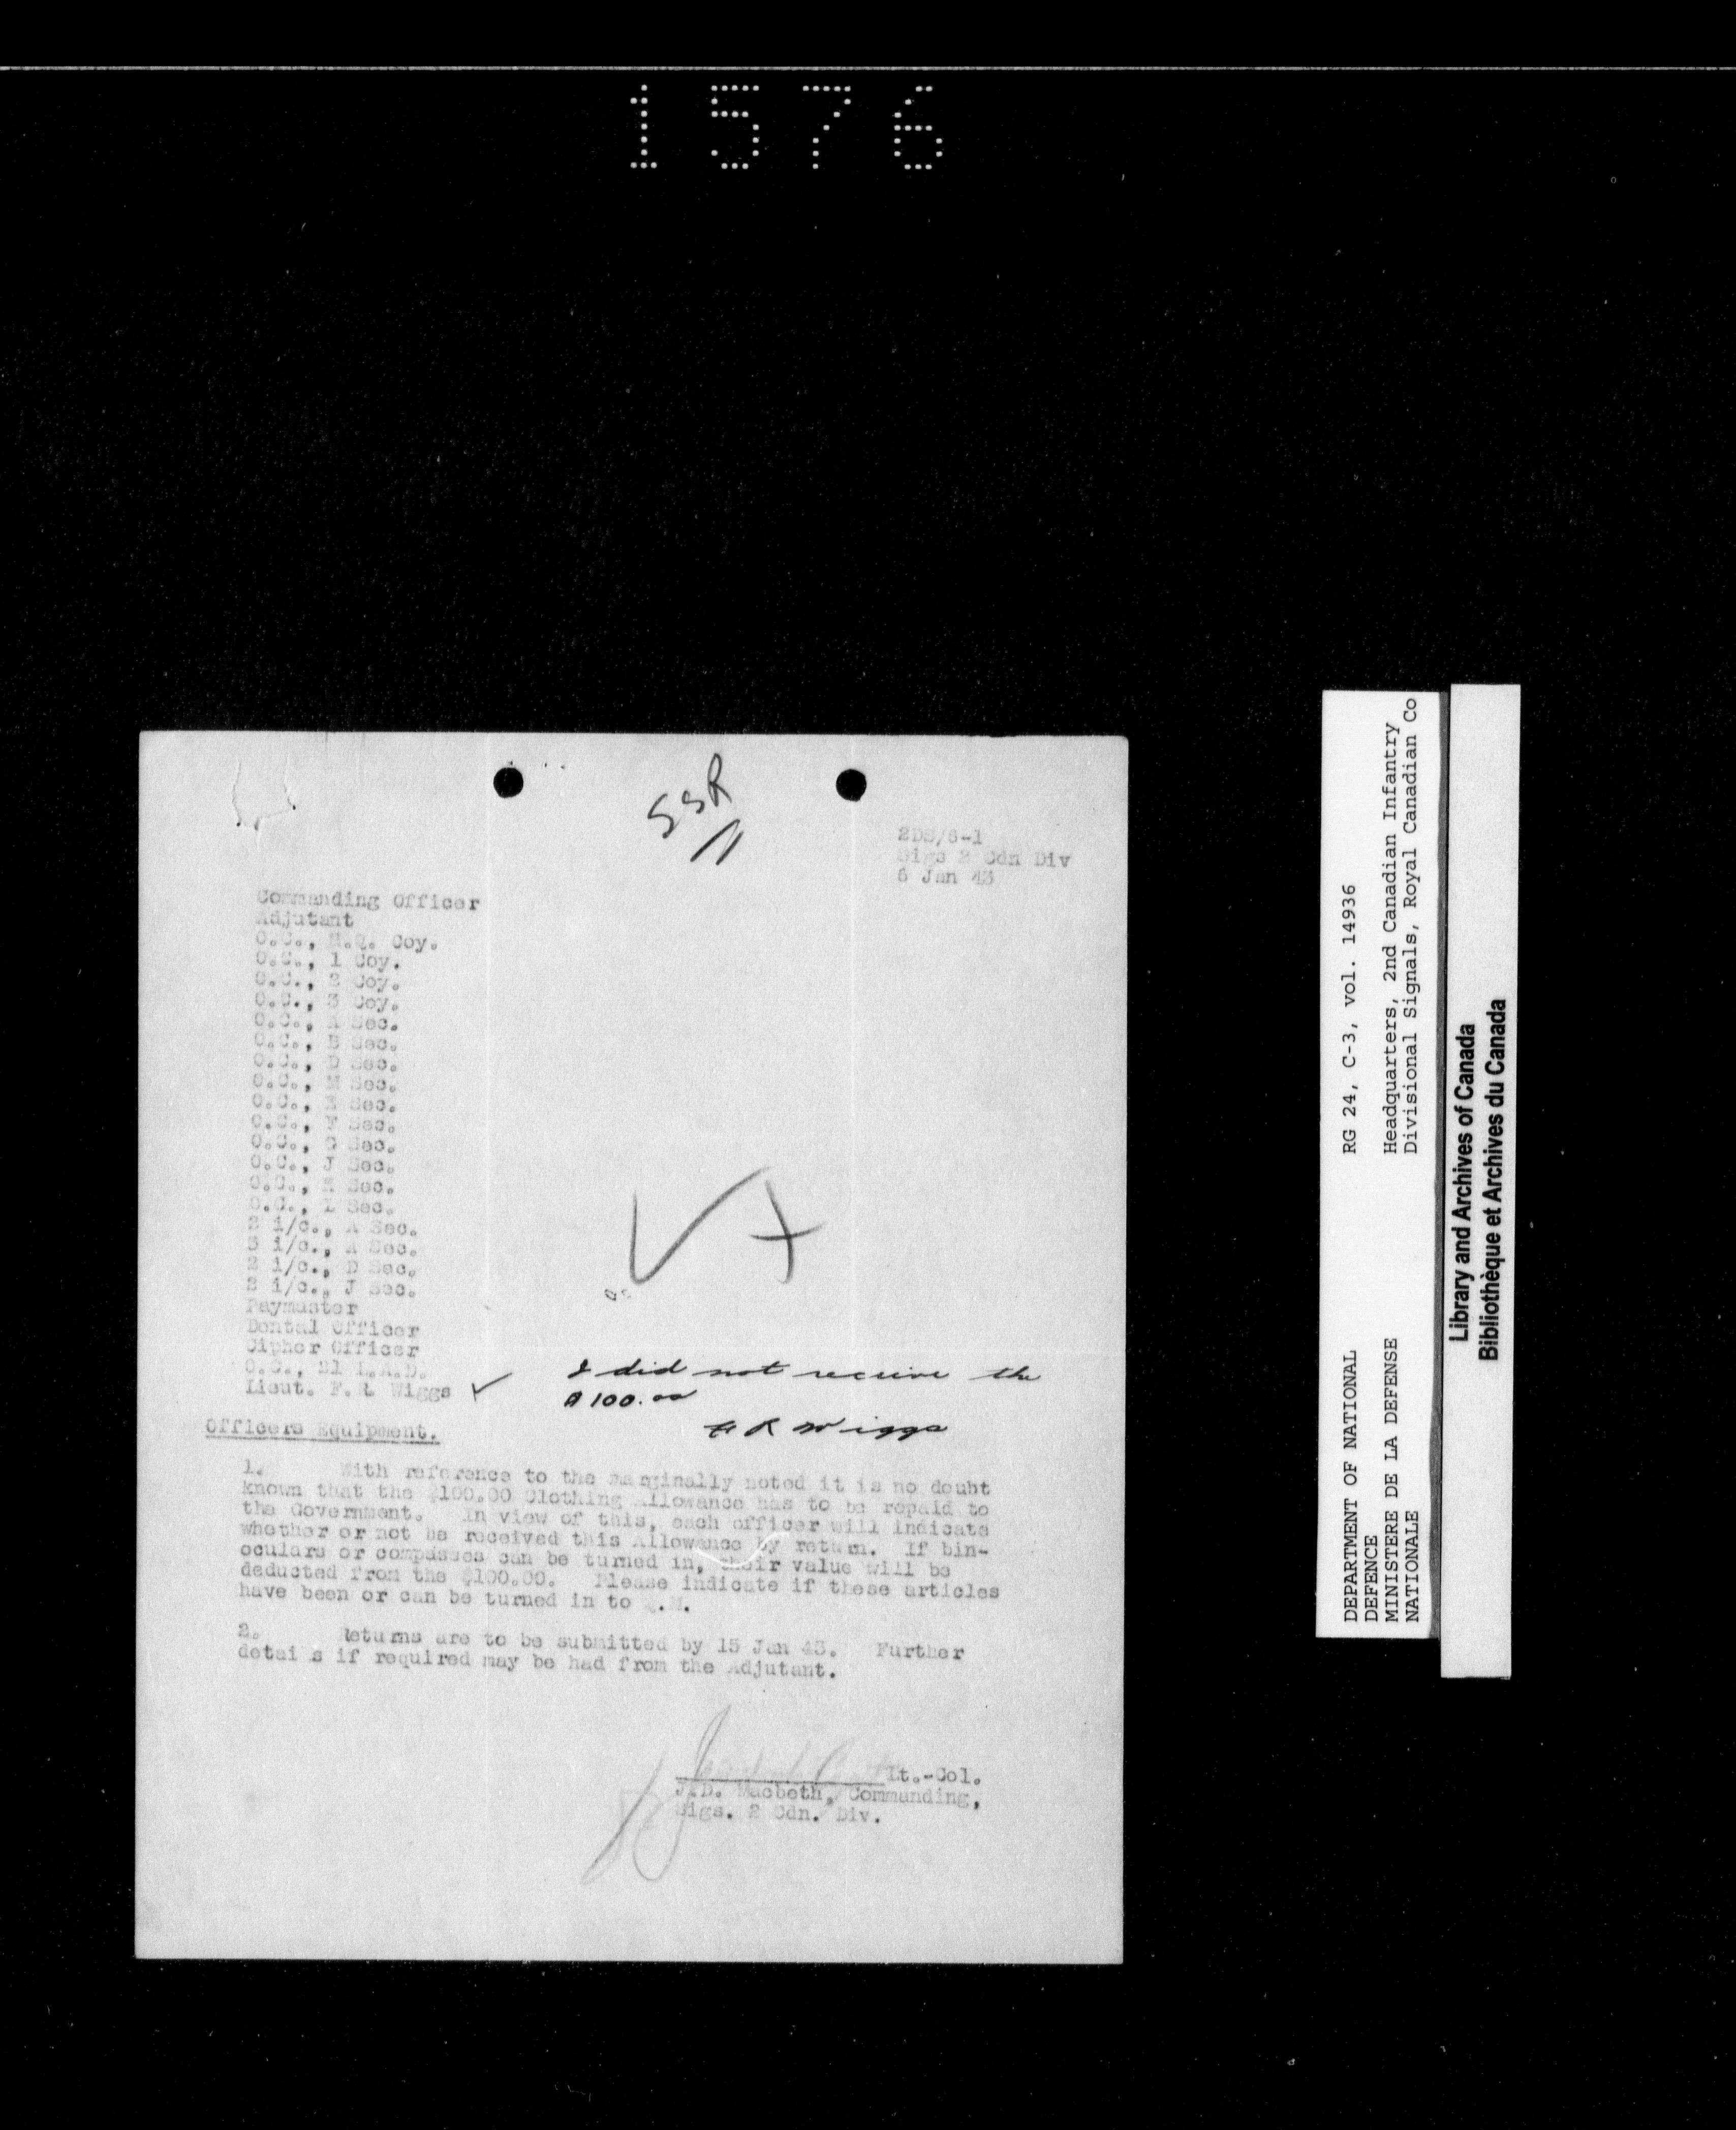 1576
SSR
2DS/6-1
Sigs 2 Cdn Div
6 Jan 43
Commanding Officer
Adjutant
O.C., H.Q. Coy.
O.C., 1 Coy.
O.C., 2 Coy.
O.C., 3 Coy.
O.C., Sec.
O.C., B Sec.
O.C., D Sec.
O.C., M Sec.
O.C., E Sec.
O.C., F Sec.
O.C., G Sec.
O.C., J Sec.
O.C., Sec.
O.C., Sec.
2 i/c., A Sec.
3 i/c., A Sec.
2 i/c., D Sec.
2 i/c., J Sec.
Paymaster
Dental Officer
Cipher Officer
O.C., 21 L.A.D.
Lieut. F.R. Wiggs
I did not receive the
$100.00
F R Wiggs
Officers Equipment.
1. With reference to the marginally noted it is no doubt
known that the $100.00 Clothing Allowance has to be repaid to
the Government. In view of this, each officer will indicate
whether or not he received this Allowance by return. If bin-
oculars or compasses can be turned in, their value will be
deducted from the $100.00. Please indicate if these articles
have been or can be turned in to Q.M.
2. Returns are to be submitted by 15 Jan 43. Further
detai s if required may be had from the Adjutant.
Lt.-Col.
J.D. Macbeth, Commanding,
Sigs. 2 Cdn. Div.
DEPARTMENT OF NATIONAL
DEFENCE
MINISTERE DE LA DEFENSE
NATIONALE
RG 24, C-3, vol. 14936
Headquarters, 2nd Canadian Infantry
Divisional Signals, Royal Canadian Co
Library and Archives of Canada
Bibliothèque et Archives du Canada